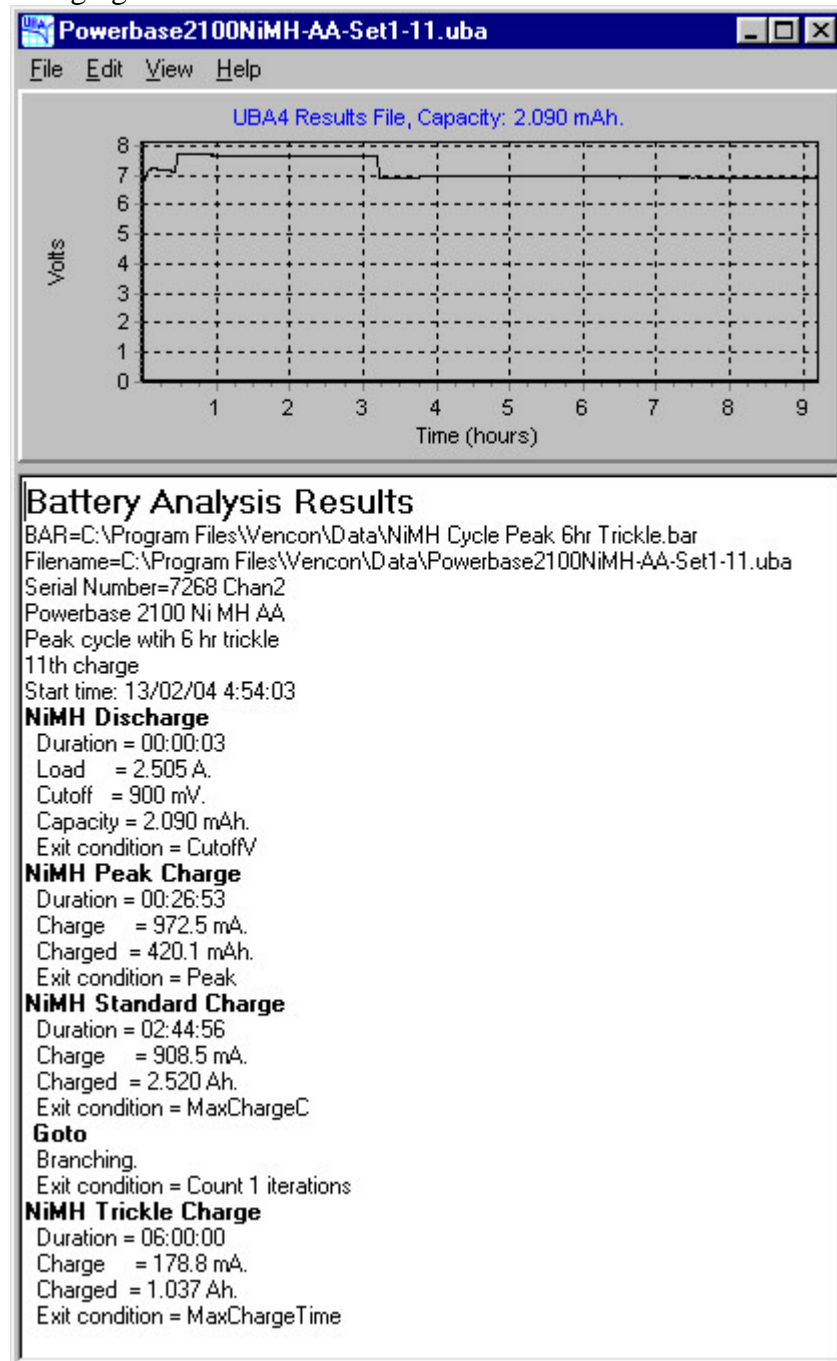 Powerbase2100NiMH-AA-Set1-11.uba
File Edit View Help
UBA4 Results File, Capacity: 2.090 mAh.
8
7
6
5
4
3
2
1
0
Volts
1 2 3 4 5 6 7 8 9
Time (hours)
Battery Analysis Results
BAR=C:\Program Files\Vencon\Data\NiMH Cycle Peak 6hr Trickle.bar
Filename=C:\Program Files\Vencon\Data\Powerbase2100NiMH-AA-Set1-11.uba
Serial Number=7268 Chan2
Powerbase 2100 Ni MH AA
Peak cycle wtih 6 hr trickle
11th charge
Start time: 13/02/04 4:54:03
NiMH Discharge
Duration = 00:00:03
Load = 2.505 A.
Cutoff = 900 mV.
Capacity = 2.090 mAh.
Exit condition = CutoffV
NiMH Peak Charge
Duration = 00:26:53
Charge = 972.5 mA.
Charged = 420.1 mAh.
Exit condition = Peak
NiMH Standard Charge
Duration = 02:44:56
Charge = 908.5 mA.
Charged = 2.520 Ah.
Exit condition = MaxChargeC
Goto
Branching.
Exit condition = Count 1 iterations
NiMH Trickle Charge
Duration = 06:00:00
Charge = 178.8 mA.
Charged = 1.037 Ah.
Exit condition = MaxChargeTime